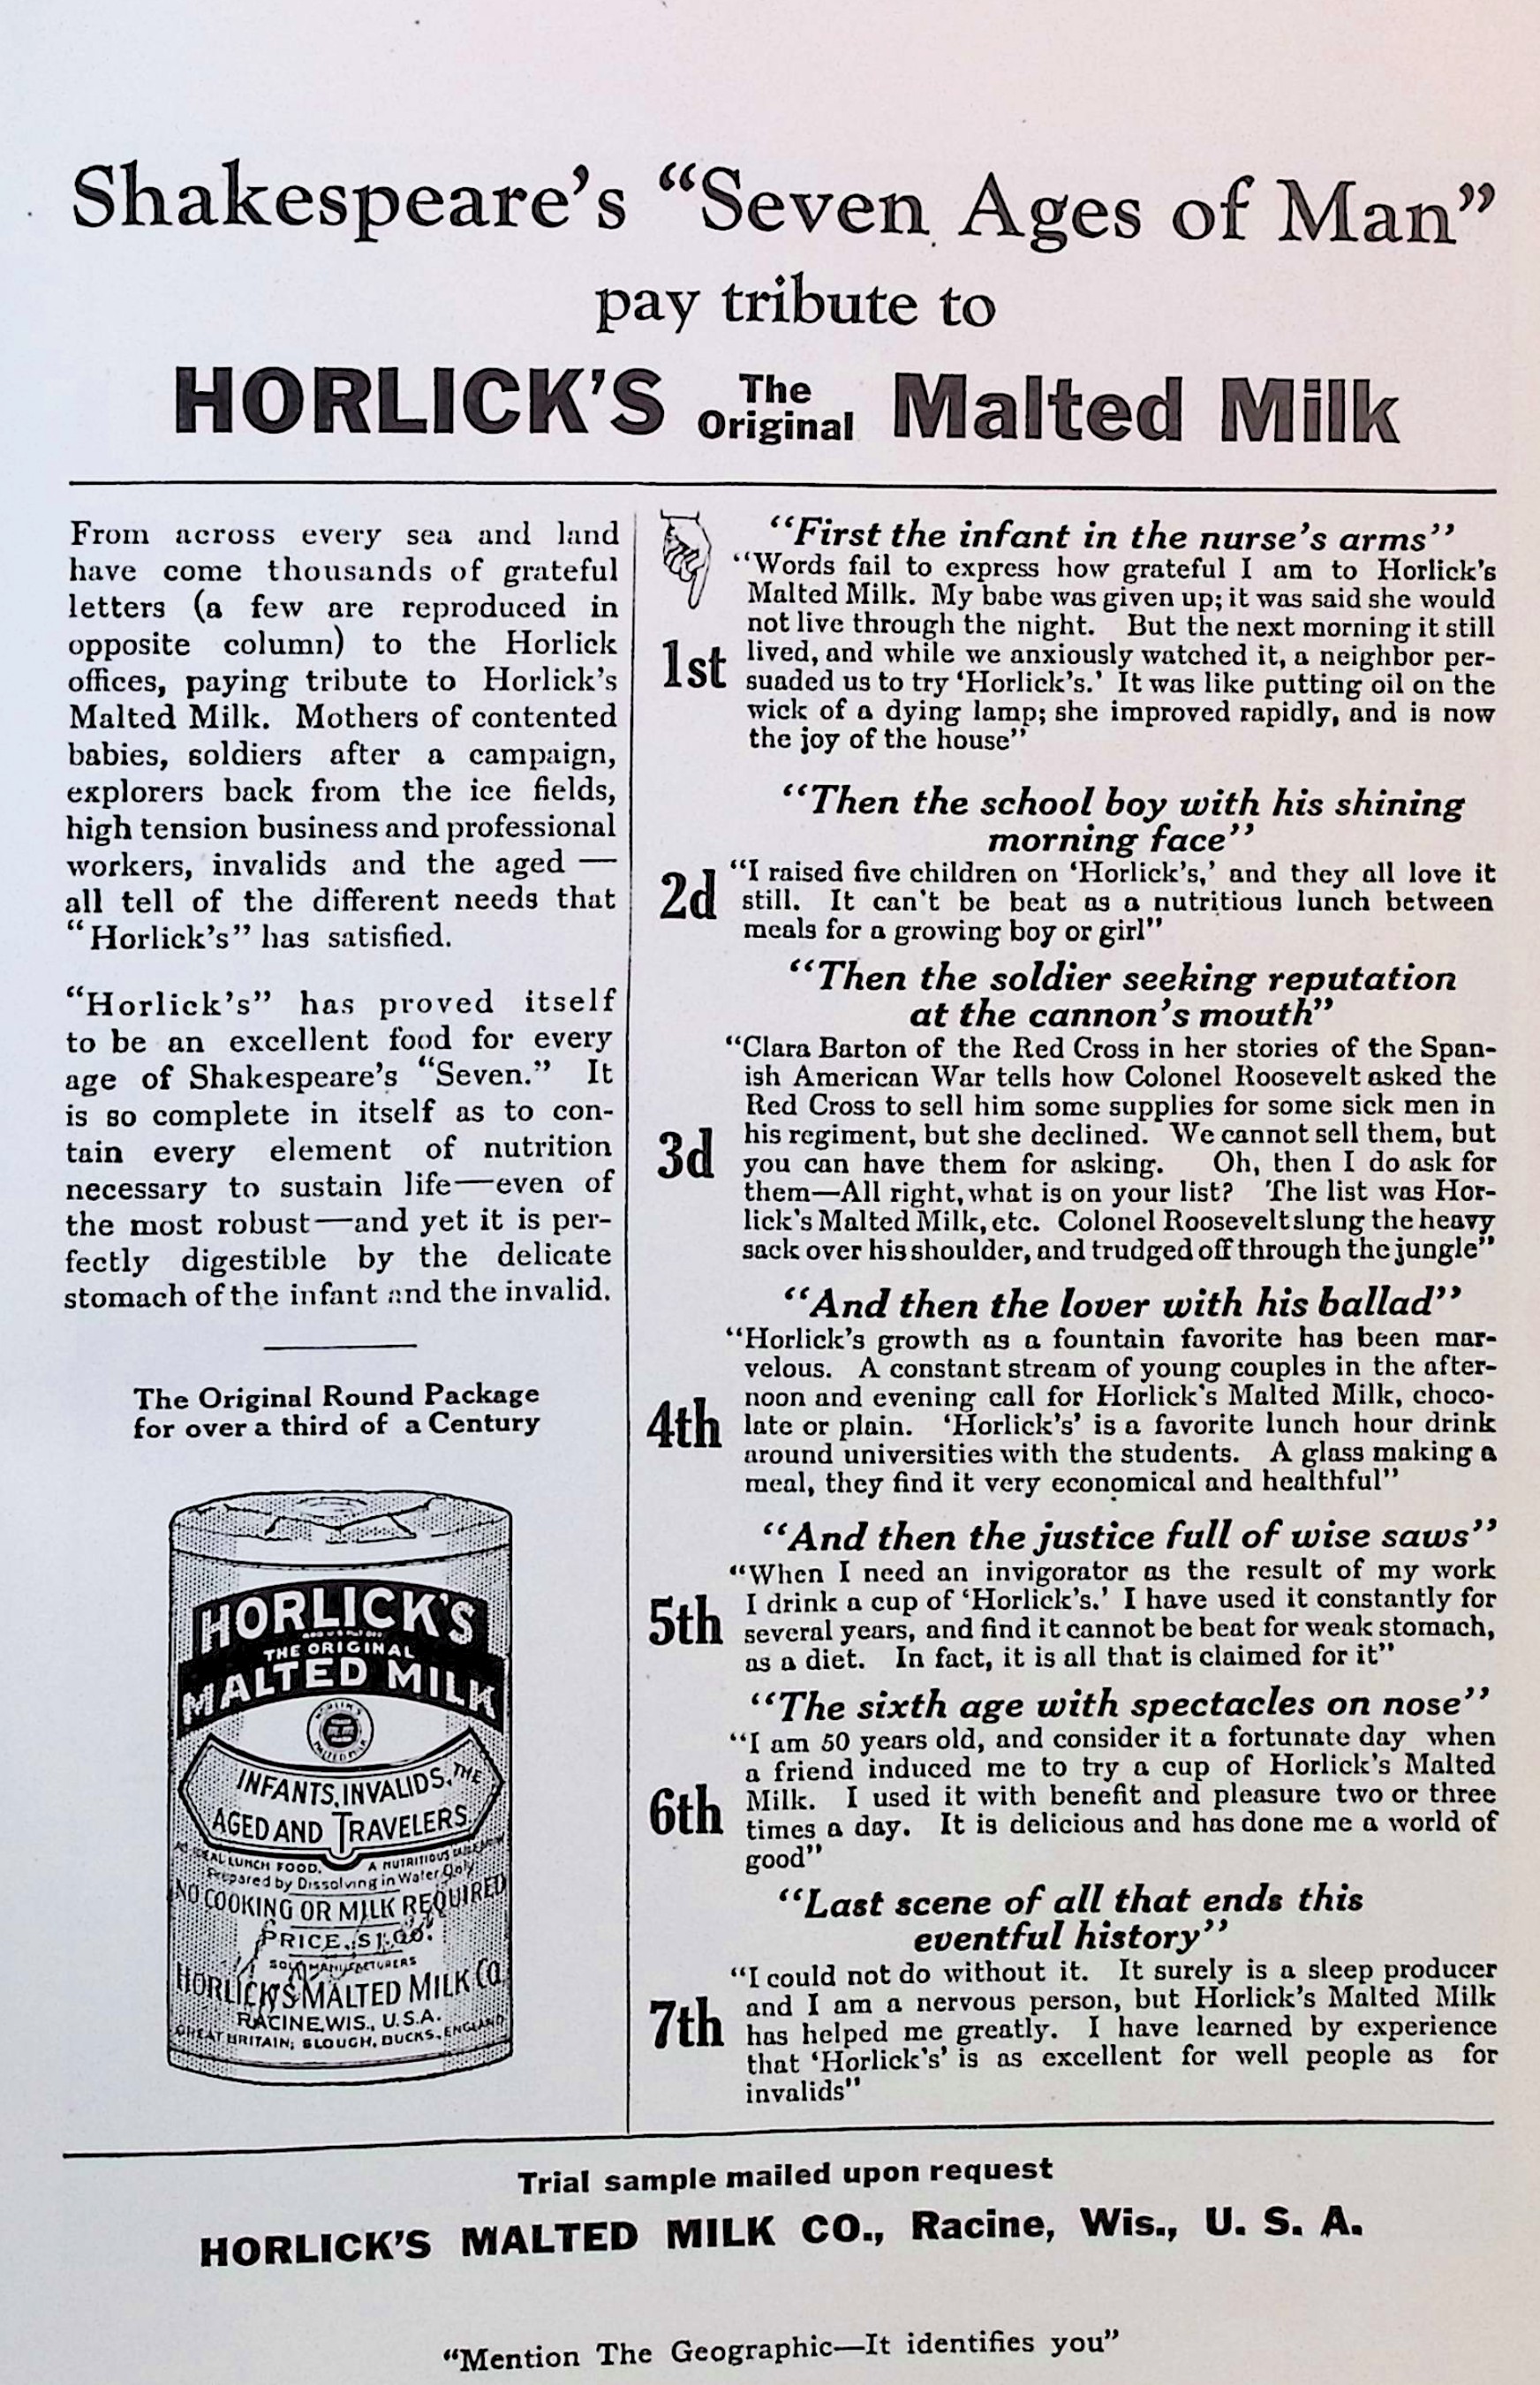 Shakespeare's “Seven Ages of Man”
pay tribute to
HORLICK'S The Original Malted Milk
From across every sea and land
have come thousands of grateful
letters (a few are reproduced in
opposite column) to the Horlick
offices, paying tribute to Horlick's
Malted Milk. Mothers of contented
babies, soldiers after a campaign,
explorers back from the ice fields,
high tension business and professional
workers, invalids and the aged —
all tell of the different needs that
“Horlick's” has satisfied.
“Horlick's” has proved itself
to be an excellent food for every
age of Shakespeare's “Seven.” It
is so complete in itself as to con-
tain every element of nutrition
necessary to sustain life—even of
the most robust—and yet it is per-
fectly digestible by the delicate
stomach of the infant and the invalid.
The Original Round Package
for over a third of a Century
HORLICK'S
THE ORIGINAL
MALTED MILK
INFANTS, INVALIDS, THE
AGED AND TRAVELERS.
LUNCH FOOD. A NUTRITIOUS
Prepared by Dissolving in Water Only
NO COOKING OR MILK REQUIRED
PRICE, $1.00.
SOLE MANUFACTURERS
HORLICK'S MALTED MILK CO.
RACINE, WIS., U.S.A.
GREAT BRITAIN: SLOUGH, BUCKS. ENGLAND
“First the infant in the nurse's arms”
“Words fail to express how grateful I am to Horlick's
Malted Milk. My babe was given up; it was said she would
not live through the night. But the next morning it still
1st lived, and while we anxiously watched it, a neighbor per-
suaded us to try ‘Horlick's.’ It was like putting oil on the
wick of a dying lamp; she improved rapidly, and is now
the joy of the house”
“Then the school boy with his shining
morning face”
2d “I raised five children on ‘Horlick's,’ and they all love it
still. It can't be beat as a nutritious lunch between
meals for a growing boy or girl”
“Then the soldier seeking reputation
at the cannon's mouth”
“Clara Barton of the Red Cross in her stories of the Span-
ish American War tells how Colonel Roosevelt asked the
Red Cross to sell him some supplies for some sick men in
3d his regiment, but she declined. We cannot sell them, but
you can have them for asking. Oh, then I do ask for
them—All right, what is on your list? The list was Hor-
lick's Malted Milk, etc. Colonel Roosevelt slung the heavy
sack over his shoulder, and trudged off through the jungle”
“And then the lover with his ballad”
“Horlick's growth as a fountain favorite has been mar-
velous. A constant stream of young couples in the after-
noon and evening call for Horlick's Malted Milk, choco-
4th late or plain. ‘Horlick's’ is a favorite lunch hour drink
around universities with the students. A glass making a
meal, they find it very economical and healthful”
“And then the justice full of wise saws”
“When I need an invigorator as the result of my work
5th I drink a cup of ‘Horlick's.’ I have used it constantly for
several years, and find it cannot be beat for weak stomach,
as a diet. In fact, it is all that is claimed for it”
“The sixth age with spectacles on nose”
“I am 50 years old, and consider it a fortunate day when
a friend induced me to try a cup of Horlick's Malted
6th Milk. I used it with benefit and pleasure two or three
times a day. It is delicious and has done me a world of
good”
“Last scene of all that ends this
eventful history”
“I could not do without it. It surely is a sleep producer
and I am a nervous person, but Horlick's Malted Milk
7th has helped me greatly. I have learned by experience
that ‘Horlick's’ is as excellent for well people as for
invalids”
Trial sample mailed upon request
HORLICK'S MALTED MILK CO., Racine, Wis., U. S. A.
“Mention The Geographic—It identifies you”